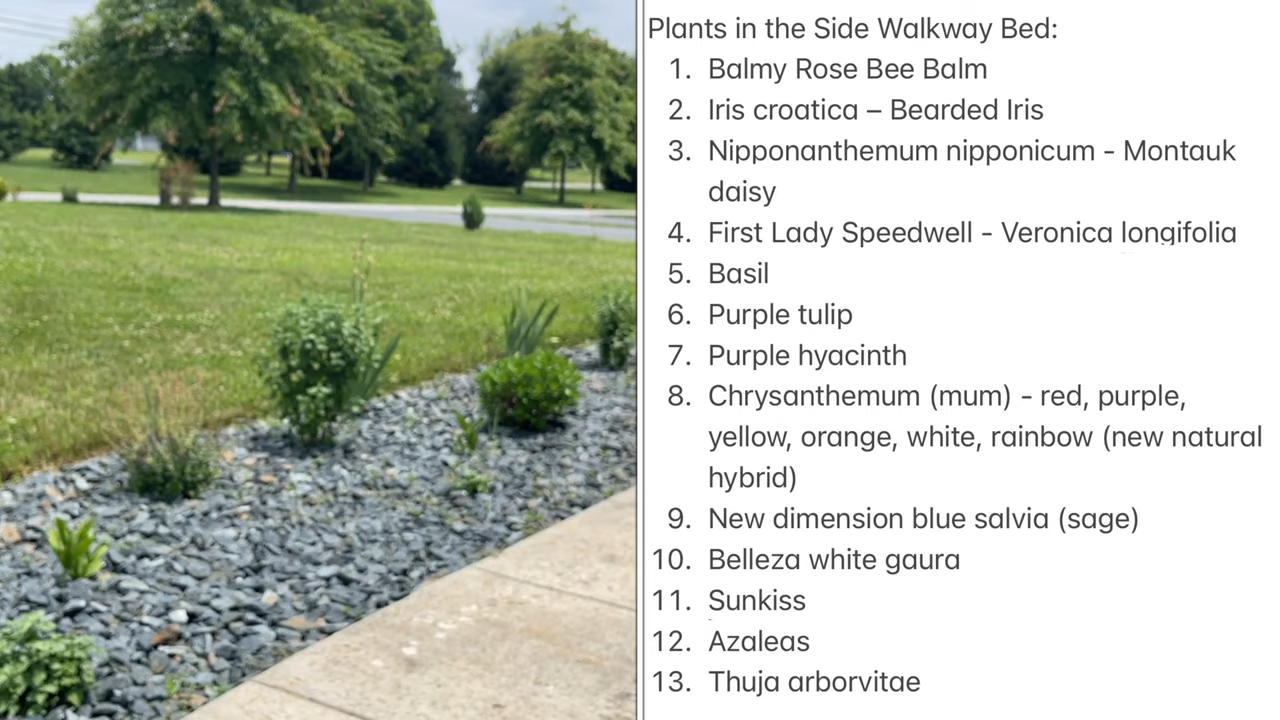 Plants in the Side Walkway Bed:
1. Balmy Rose Bee Balm
2. Iris croatica – Bearded Iris
3. Nipponanthemum nipponicum - Montauk
daisy
4. First Lady Speedwell - Veronica longifolia
5. Basil
6. Purple tulip
7. Purple hyacinth
8. Chrysanthemum (mum) - red, purple,
yellow, orange, white, rainbow (new natural
hybrid)
9. New dimension blue salvia (sage)
10. Belleza white gaura
11. Sunkiss
12. Azaleas
13. Thuja arborvitae